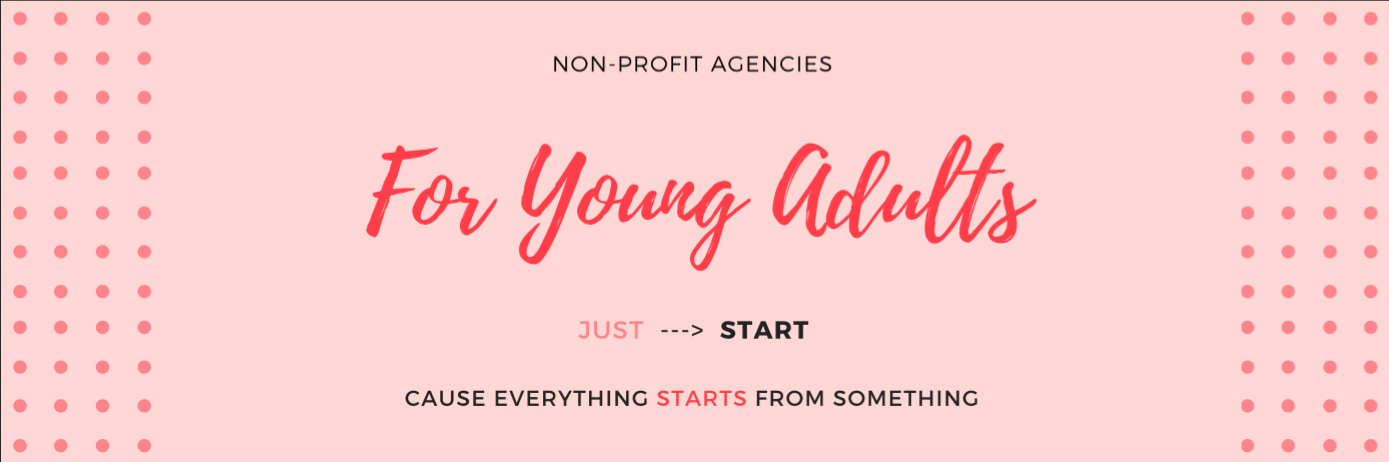 NON-PROFIT AGENCIES
For Young Adults
JUST ---> START
CAUSE EVERYTHING STARTS FROM SOMETHING